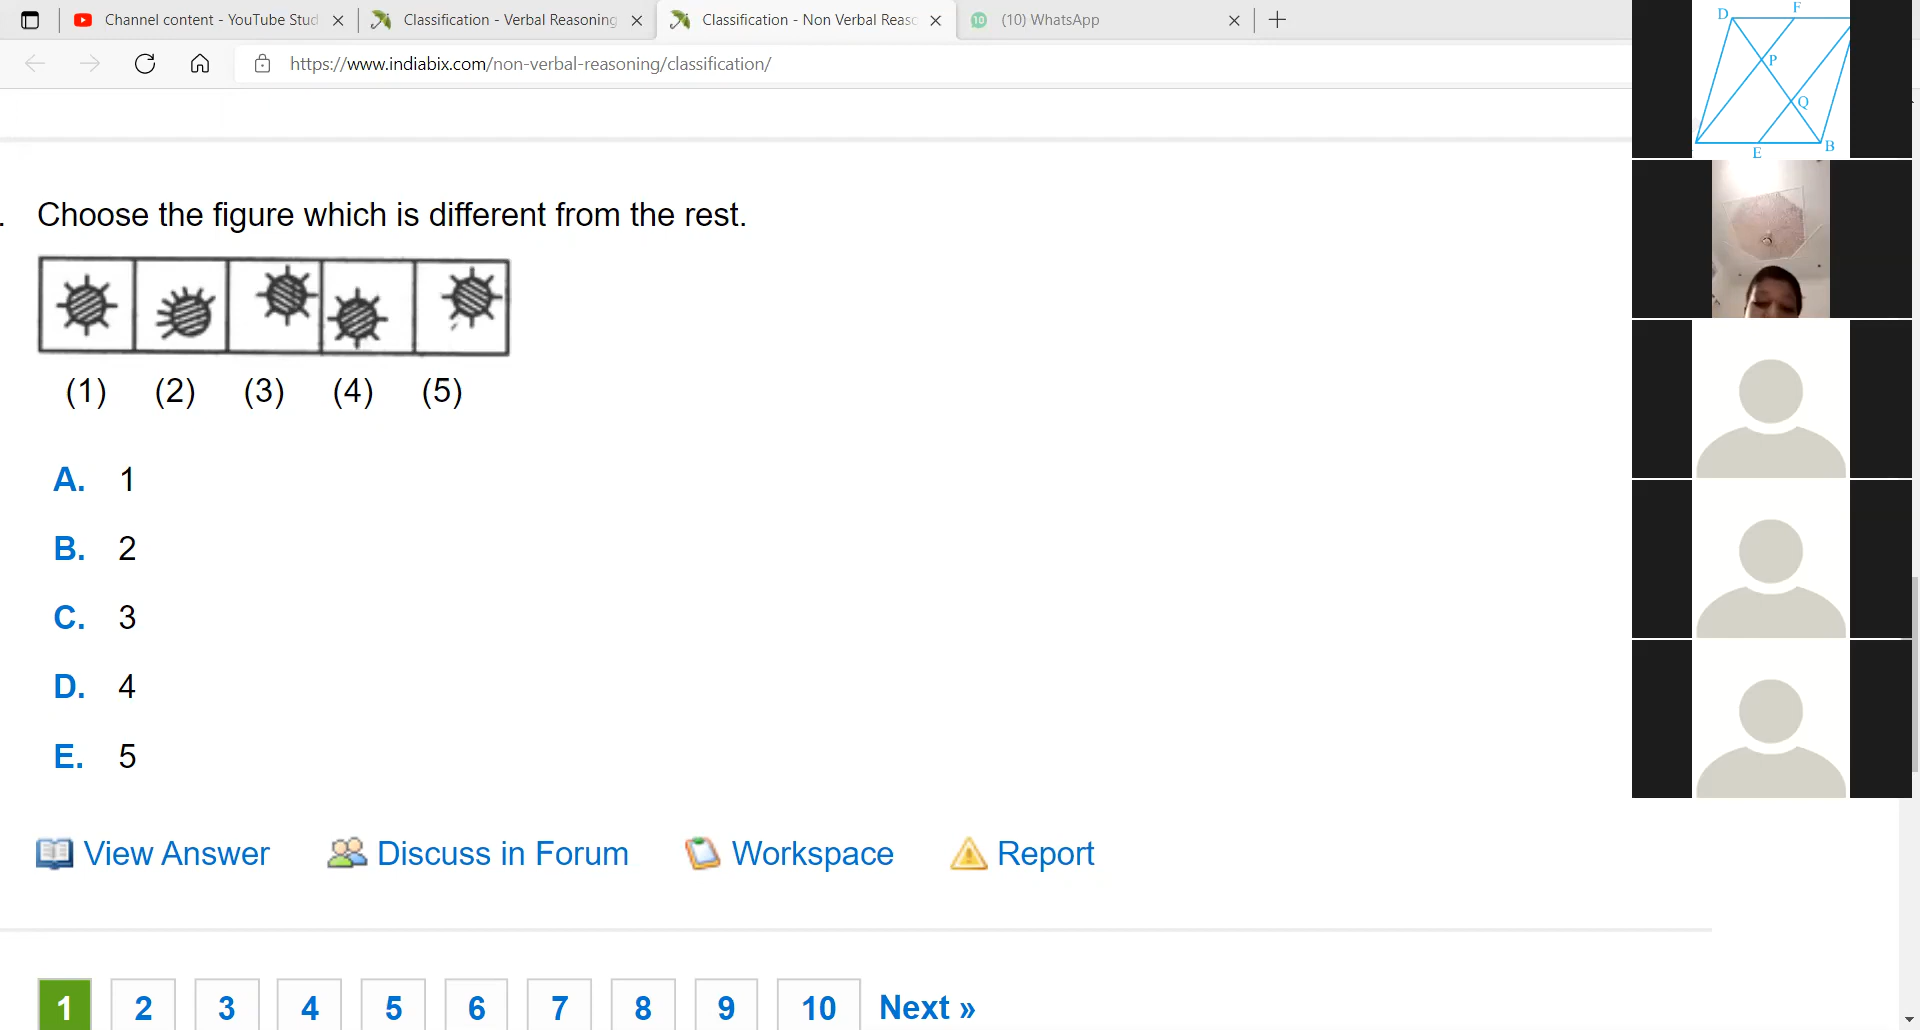 Channel content - YouTube Stud
Classification - Verbal Reasoning
Classification - Non Verbal Reaso
10 (10) WhatsApp
https://www.indiabix.com/non-verbal-reasoning/classification/
. Choose the figure which is different from the rest.
(1) (2) (3) (4) (5)
A. 1
B. 2
C. 3
D. 4
E. 5
View Answer Discuss in Forum Workspace Report
1 2 3 4 5 6 7 8 9 10 Next »
D F
P
Q
E B